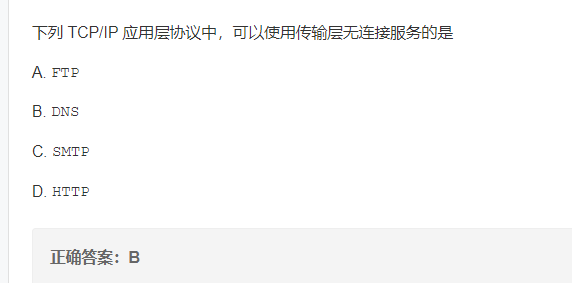 下列 TCP/IP 应用层协议中，可以使用传输层无连接服务的是
A. FTP
B. DNS
C. SMTP
D. HTTP
正确答案：B